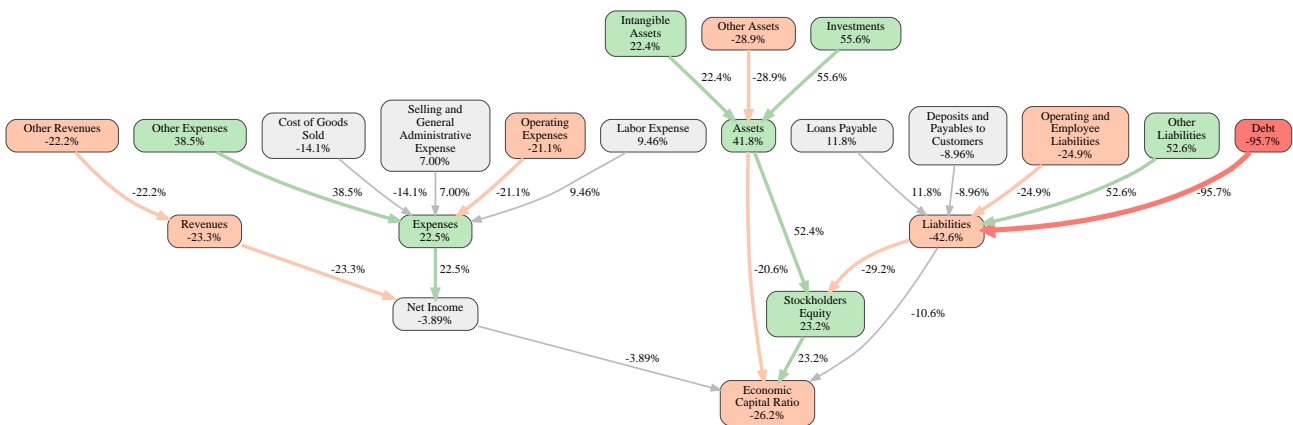 Intangible
Assets
22.4%
Other Assets
-28.9%
Investments
55.6%
22.4%
-28.9%
55.6%
Other Revenues
-22.2%
Other Expenses
38.5%
Cost of Goods
Sold
-14.1%
Selling and
General
Administrative
Expense
7.00%
Operating
Expenses
-21.1%
Labor Expense
9.46%
Assets
41.8%
Loans Payable
11.8%
Deposits and
Payables to
Customers
-8.96%
Operating and
Employee
Liabilities
-24.9%
Other
Liabilities
52.6%
Debt
-95.7%
-22.2%
38.5%
-14.1%
7.00%
-21.1%
9.46%
11.8%
-8.96%
-24.9%
52.6%
-95.7%
Revenues
-23.3%
Expenses
22.5%
52.4%
Liabilities
-42.6%
-23.3%
22.5%
-20.6%
-29.2%
Net Income
-3.89%
Stockholders
Equity
23.2%
-10.6%
-3.89%
23.2%
Economic
Capital Ratio
-26.2%